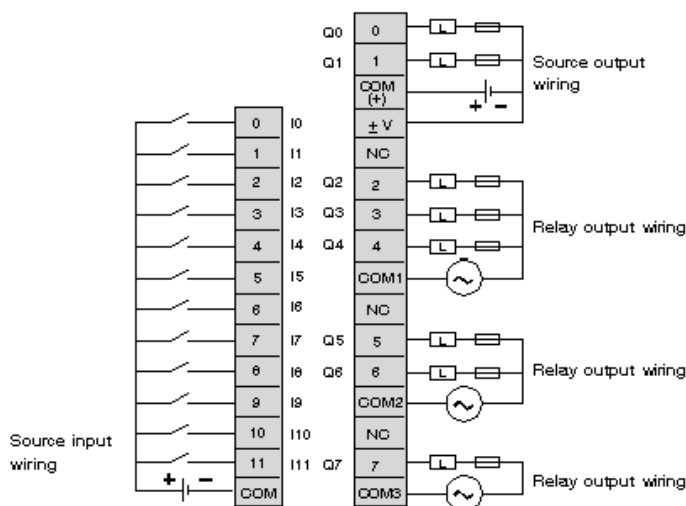 Q0 0 L
Q1 1 L
Source output
wiring
COM
(+)
+ −
± V
0 I0
1 I1
NC
2 I2
Q2 2 L
3 I3
Q3 3 L
Relay output wiring
4 I4
Q4 4 L
5 I5
COM1
6 I6
NC
7 I7
Q5 5 L
8 I8
Q6 6 L
Relay output wiring
9 I9
COM2
Source input
wiring
10 I10
NC
11 I11
Q7 7 L
Relay output wiring
+ −
COM
COM3